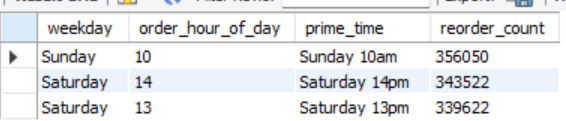 weekday order_hour_of_day prime_time reorder_count
Sunday 10 Sunday 10am 356050
Saturday 14 Saturday 14pm 343522
Saturday 13 Saturday 13pm 339622